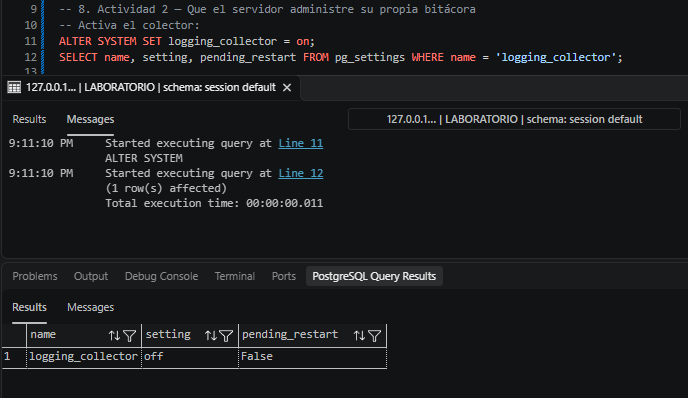 9 -- 8. Actividad 2 — Que el servidor administre su propia bitácora
10 -- Activa el colector:
11 ALTER SYSTEM SET logging_collector = on;
12 SELECT name, setting, pending_restart FROM pg_settings WHERE name = 'logging_collector';
13
127.0.0.1... | LABORATORIO | schema: session default
Results Messages 127.0.0.1... | LABORATORIO | schema: session default
9:11:10 PM Started executing query at Line 11
ALTER SYSTEM
9:11:10 PM Started executing query at Line 12
(1 row(s) affected)
Total execution time: 00:00:00.011
Problems Output Debug Console Terminal Ports PostgreSQL Query Results
Results Messages
name setting pending_restart
1 logging_collector off False